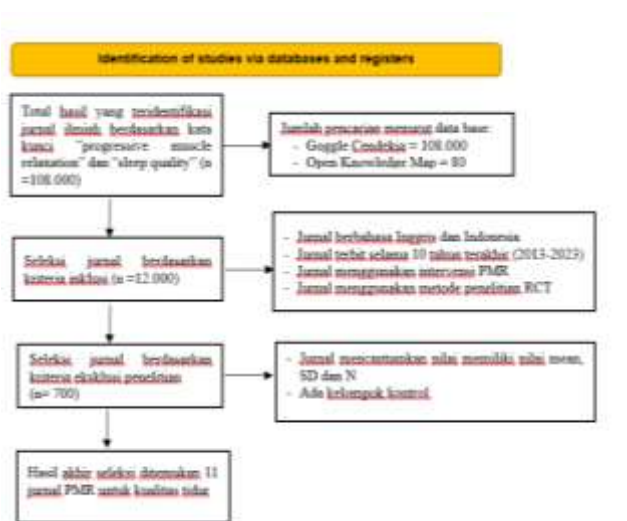 Identification of studies via databases and registers
Total hasil yang teridentifikasi
jurnal ilmiah berdasarkan kata
kunci "progressive muscle
relaxation" dan "sleep quality" (n
=108.000)
Jumlah pencarian menurut data base:
- Goggle Cendekia = 108.000
- Open Knowledge Map = 80
Seleksi jurnal berdasarkan
kriteria inklusi (n =12.000)
- Jurnal berbahasa Inggris dan Indonesia
- Jurnal terbit selama 10 tahun terakhir (2013-2023)
- Jurnal menggunakan intervensi PMR
- Jurnal menggunakan metode penelitian RCT
Seleksi jurnal berdasarkan
kriteria eksklusi penelitian
(n= 700)
- Jurnal mencantumkan nilai memiliki nilai mean,
SD dan N
- Ada kelompok kontrol
Hasil akhir seleksi ditemukan 11
jurnal PMR untuk kualitas tidur